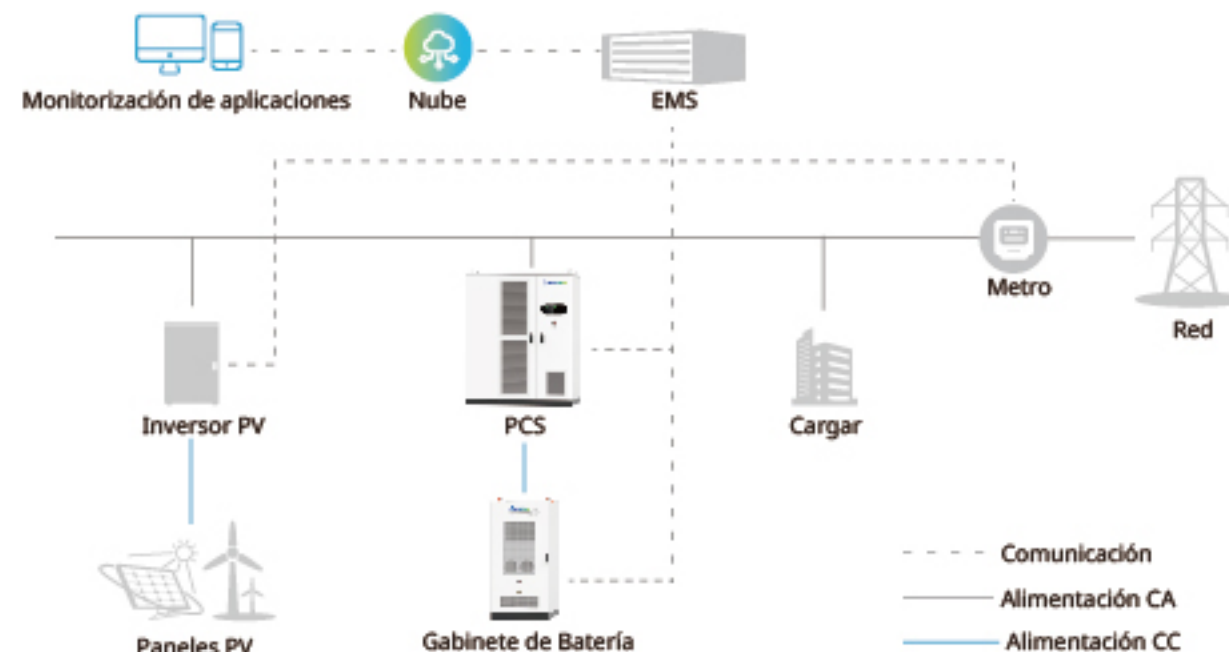 Monitorización de aplicaciones
Nube
EMS
Metro
Red
Inversor PV
PCS
Cargar
Paneles PV
Gabinete de Batería
Comunicación
Alimentación CA
Alimentación CC